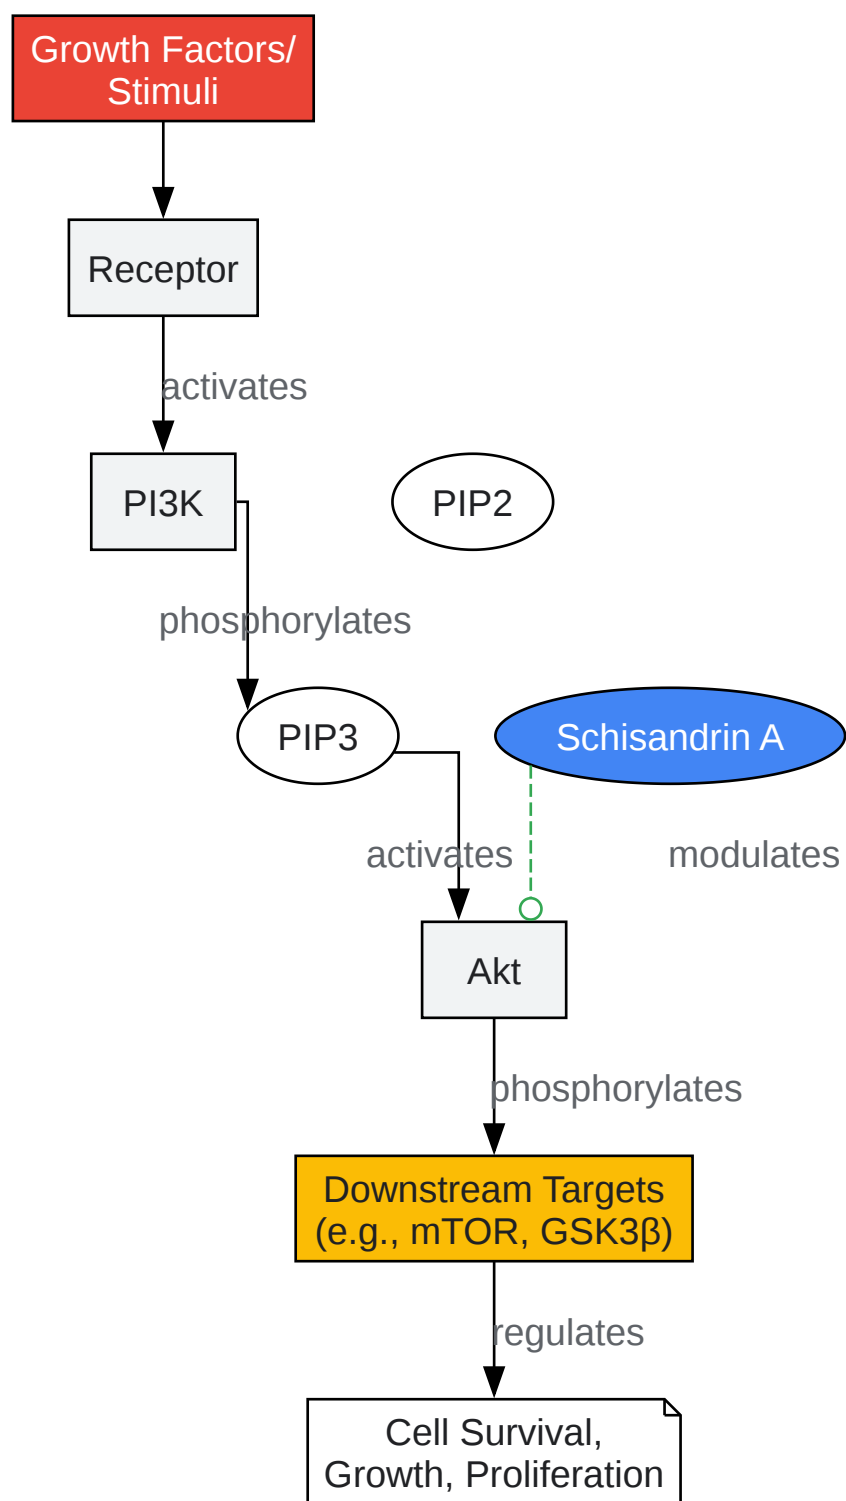 Growth Factors/
Stimuli
Receptor
activates
PI3K
PIP2
phosphorylates
PIP3
Schisandrin A
activates
modulates
Akt
phosphorylates
Downstream Targets
(e.g., mTOR, GSK3β)
regulates
Cell Survival,
Growth, Proliferation